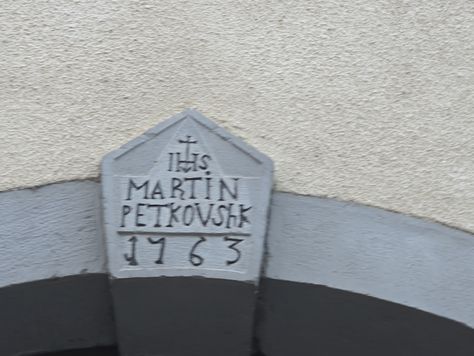 IHS
MARTIN
PETKOVSHK
1763